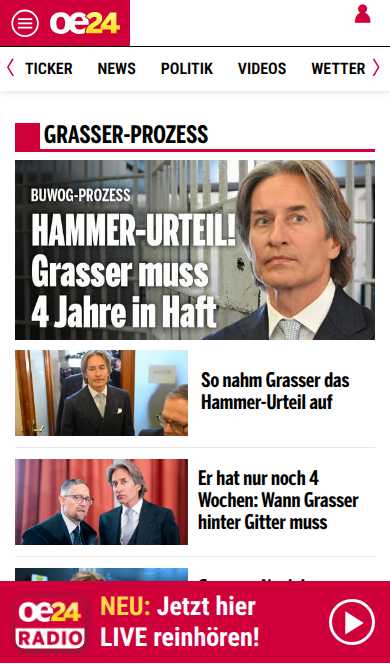 oe24
TICKER NEWS POLITIK VIDEOS WETTER
GRASSER-PROZESS
BUWOG-PROZESS
HAMMER-URTEIL!
Grasser muss
4 Jahre in Haft
So nahm Grasser das
Hammer-Urteil auf
Er hat nur noch 4
Wochen: Wann Grasser
hinter Gitter muss
oe24
RADIO
NEU: Jetzt hier
LIVE reinhören!